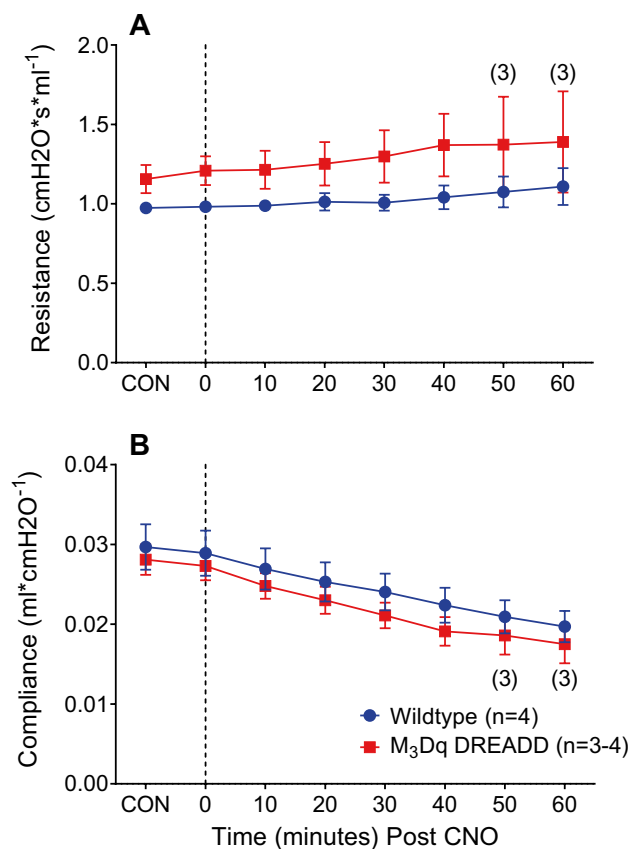 A
Resistance (cmH2O*s*ml⁻¹)
2.0
1.5
1.0
0.5
0.0
(3) (3)
CON 0 10 20 30 40 50 60
B
Compliance (ml*cmH2O⁻¹)
0.04
0.03
0.02
0.01
0.00
(3) (3)
Wildtype (n=4)
M₃Dq DREADD (n=3-4)
CON 0 10 20 30 40 50 60
Time (minutes) Post CNO